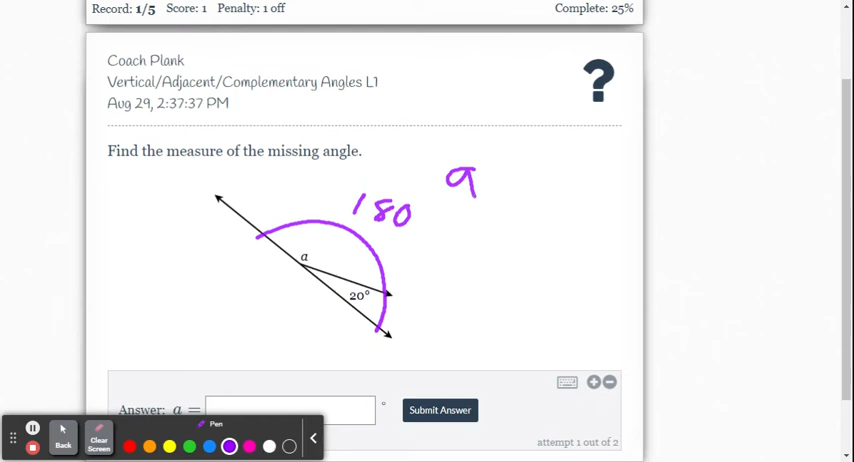 Record: 1/5 Score: 1 Penalty: 1 off Complete: 25%
Coach Plank
Vertical/Adjacent/Complementary Angles L1
Aug 29, 2:37:37 PM
?
Find the measure of the missing angle.
180 a
a
20°
Answer: a = ° Submit Answer
attempt 1 out of 2
Pen
Back
Clear Screen